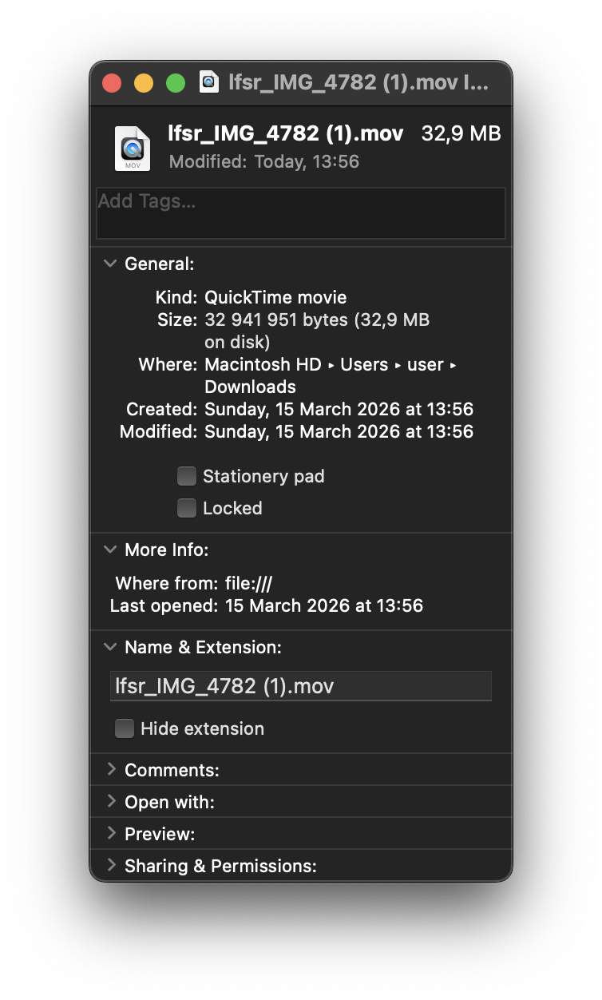 lfsr_IMG_4782 (1).mov I...
lfsr_IMG_4782 (1).mov 32,9 MB
MOV
Modified: Today, 13:56
Add Tags...
General:
Kind: QuickTime movie
Size: 32 941 951 bytes (32,9 MB
on disk)
Where: Macintosh HD ▸ Users ▸ user ▸
Downloads
Created: Sunday, 15 March 2026 at 13:56
Modified: Sunday, 15 March 2026 at 13:56
Stationery pad
Locked
More Info:
Where from: file:///
Last opened: 15 March 2026 at 13:56
Name & Extension:
lfsr_IMG_4782 (1).mov
Hide extension
Comments:
Open with:
Preview:
Sharing & Permissions: